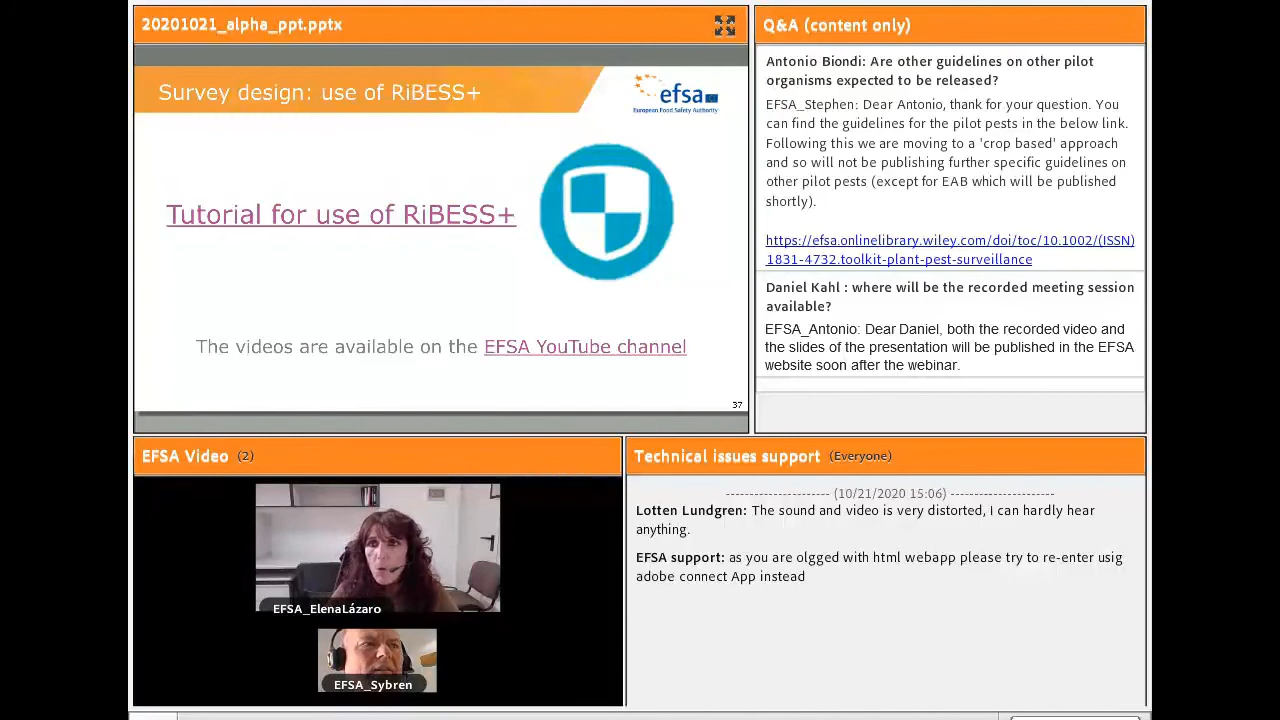 20201021_alpha_ppt.pptx
Survey design: use of RiBESS+
efsa
European Food Safety Authority
Tutorial for use of RiBESS+
The videos are available on the EFSA YouTube channel
37
Q&A (content only)
Antonio Biondi: Are other guidelines on other pilot
organisms expected to be released?
EFSA_Stephen: Dear Antonio, thank for your question. You
can find the guidelines for the pilot pests in the below link.
Following this we are moving to a 'crop based' approach
and so will not be publishing further specific guidelines on
other pilot pests (except for EAB which will be published
shortly).
https://efsa.onlinelibrary.wiley.com/doi/toc/10.1002/(ISSN)
1831-4732.toolkit-plant-pest-surveillance
Daniel Kahl : where will be the recorded meeting session
available?
EFSA_Antonio: Dear Daniel, both the recorded video and
the slides of the presentation will be published in the EFSA
website soon after the webinar.
EFSA Video (2)
EFSA_ElenaLázaro
EFSA_Sybren
Technical issues support (Everyone)
---------------------- (10/21/2020 15:06) ----------------------
Lotten Lundgren: The sound and video is very distorted, I can hardly hear
anything.
EFSA support: as you are olgged with html webapp please try to re-enter usig
adobe connect App instead